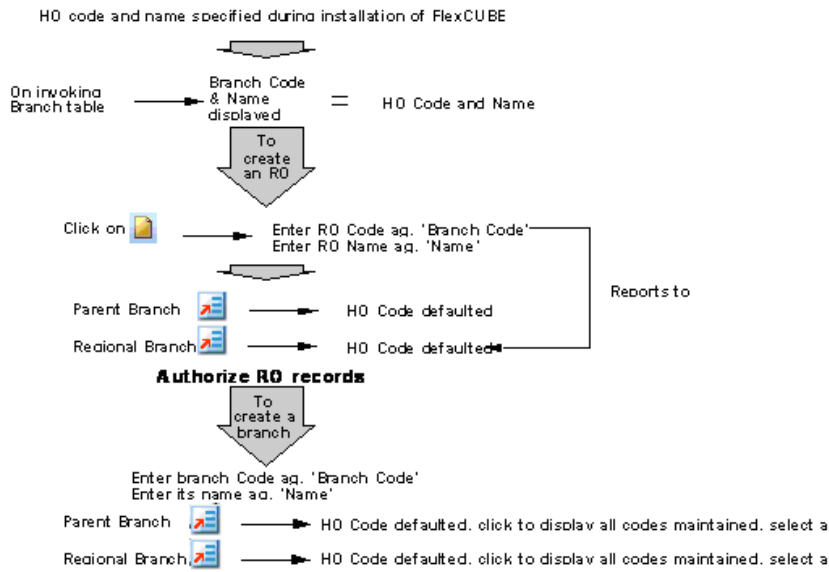 HO code and name specified during installation of FlexCUBE
On invoking
Branch table
Branch Code
& Name
displayed
=
HO Code and Name
To
create
an RO
Click on
Enter RO Code ag. 'Branch Code'
Enter RO Name ag. 'Name'
Reports to
Parent Branch
HO Code defaulted
Regional Branch
HO Code defaulted
Authorize RO records
To
create a
branch
Enter branch Code ag. 'Branch Code'
Enter its name ag. 'Name'
Parent Branch
HO Code defaulted. click to display all codes maintained. select a
Regional Branch
HO Code defaulted. click to display all codes maintained. select a